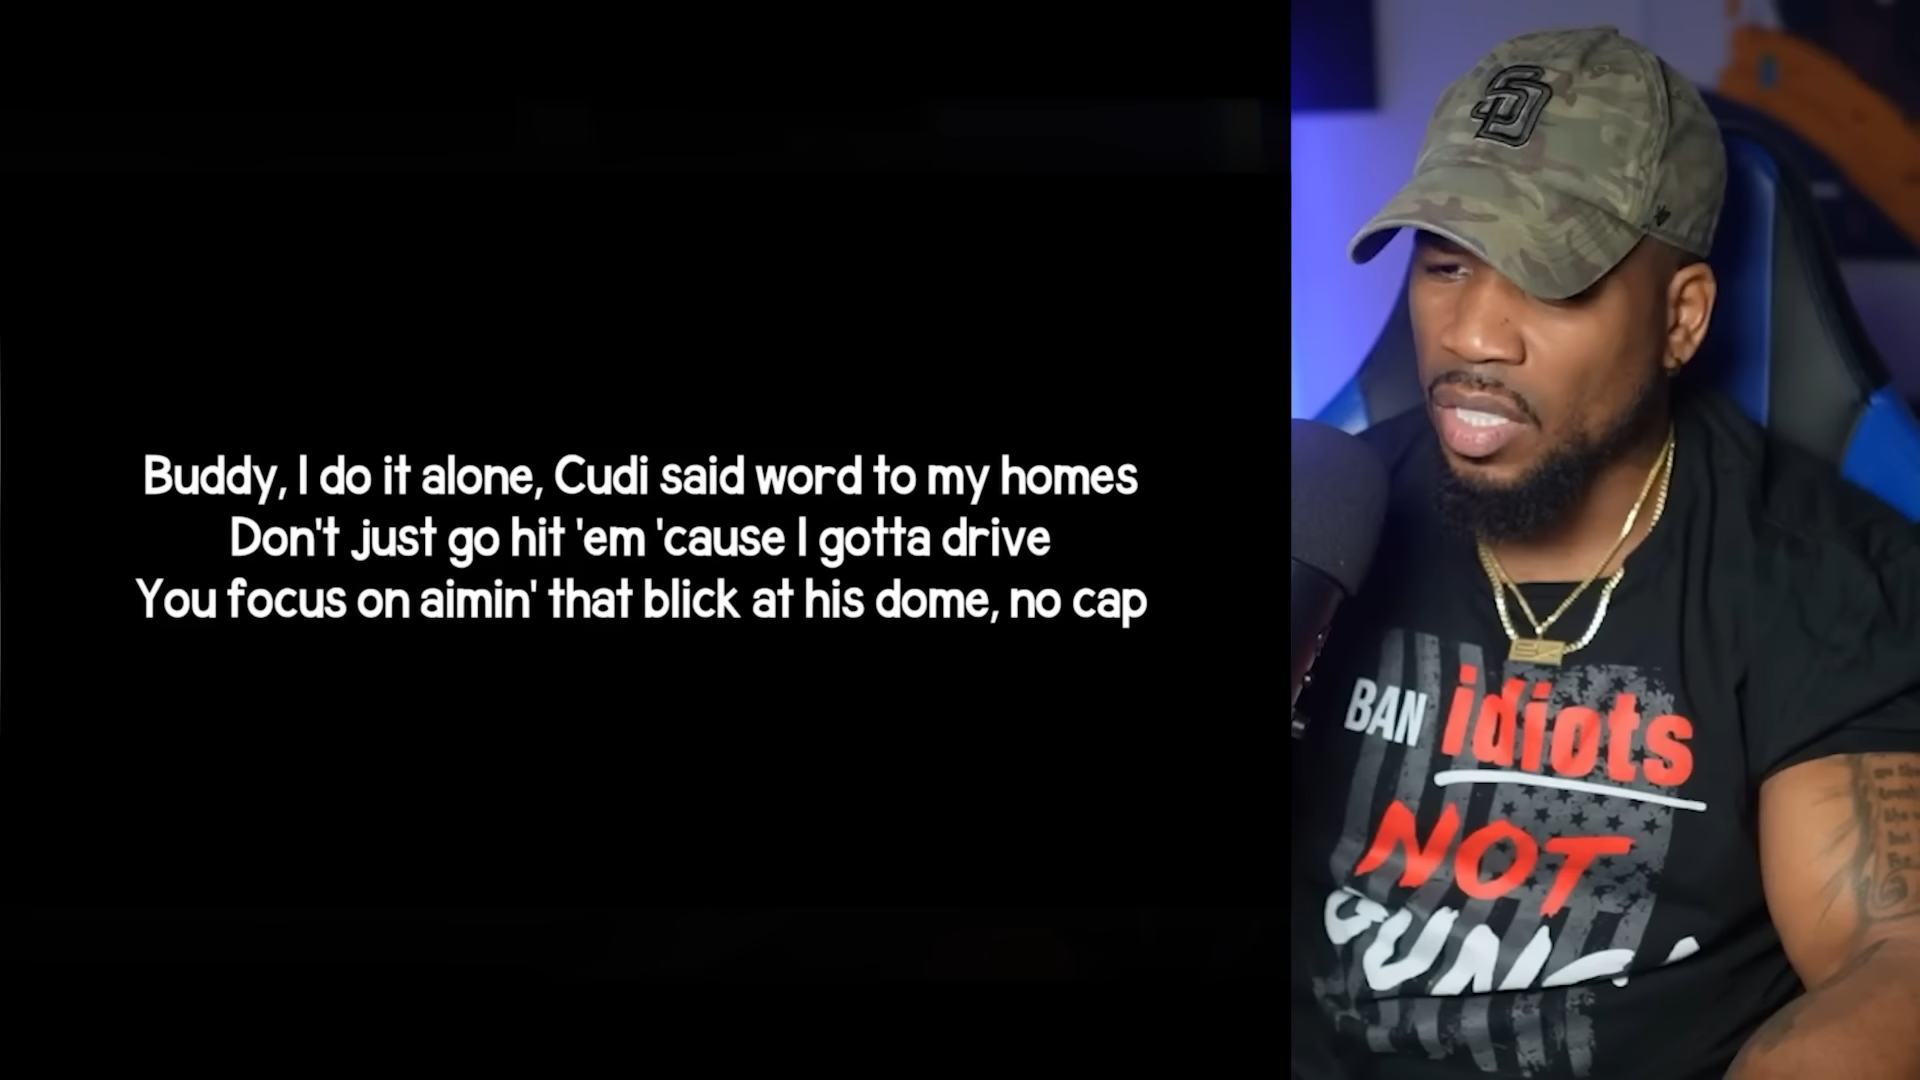 Buddy, I do it alone, Cudi said word to my homes
Don't just go hit 'em 'cause I gotta drive
You focus on aimin' that blick at his dome, no cap
SD
BAN idiots
NOT
GUNS